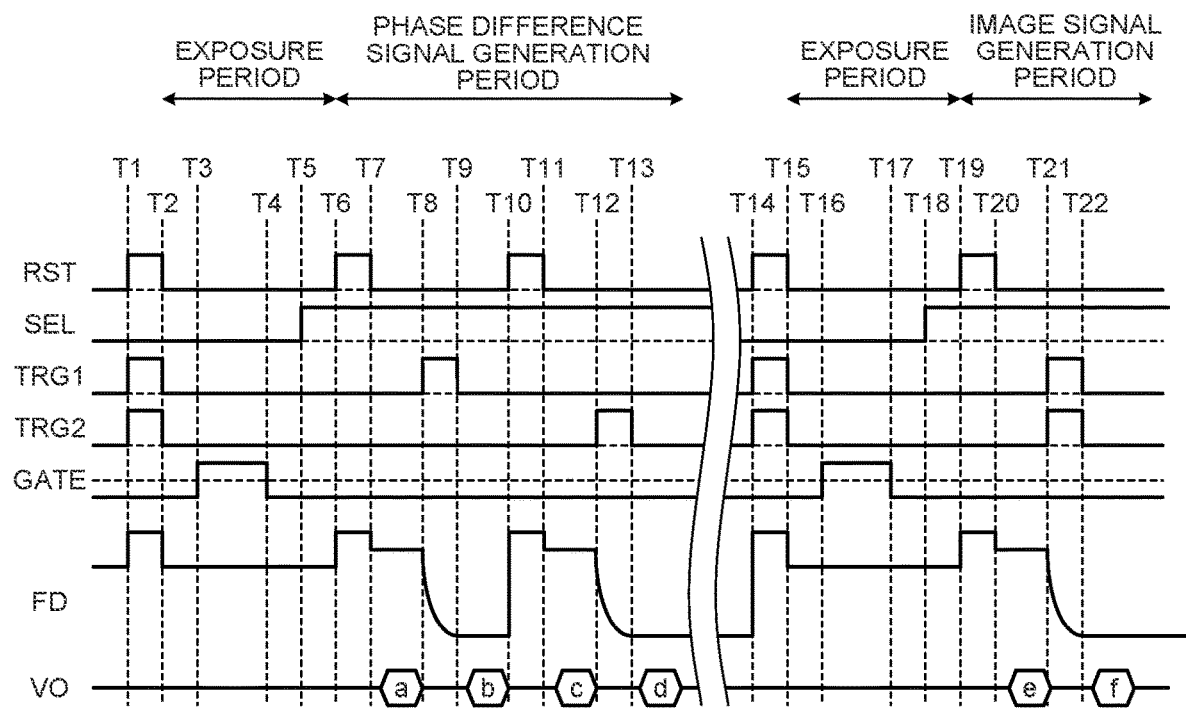 EXPOSURE
PERIOD
PHASE DIFFERENCE
SIGNAL GENERATION
PERIOD
EXPOSURE
PERIOD
IMAGE SIGNAL
GENERATION
PERIOD
T1 T3 T5 T7 T9 T11 T13 T15 T17 T19 T21
T2 T4 T6 T8 T10 T12 T14 T16 T18 T20 T22
RST
SEL
TRG1
TRG2
GATE
FD
VO a b c d e f